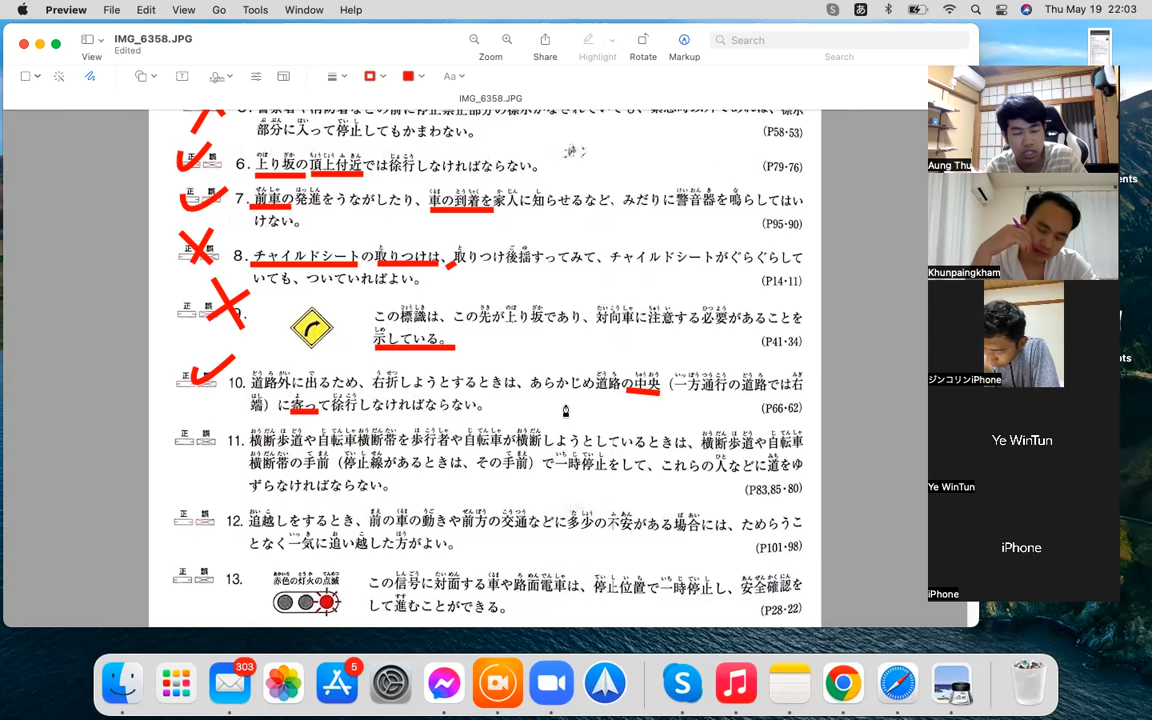 Preview File Edit View Go Tools Window Help
Thu May 19 22:03
IMG_6358.JPG
Edited
View
Zoom
Share
Highlight
Rotate
Markup
Search
Search
Aa
IMG_6358.JPG
部分に入って停止してもかまわない。
(P58・53)
正 誤 6. 上り坂の頂上付近では徐行しなければならない。
(P79・76)
正 誤 7. 前車の発進をうながしたり、車の到着を家人に知らせるなど、みだりに警音器を鳴らしてはい
けない。
(P95・90)
正 誤 8. チャイルドシートの取りつけは、取りつけ後揺すってみて、チャイルドシートがぐらぐらして
いても、ついていればよい。
(P14・11)
正 誤 9. この標識は、この先が上り坂であり、対向車に注意する必要があることを
示している。
(P41・34)
正 誤 10. 道路外に出るため、右折しようとするときは、あらかじめ道路の中央（一方通行の道路では右
端）に寄って徐行しなければならない。
(P66・62)
正 誤 11. 横断歩道や自転車横断帯を歩行者や自転車が横断しようとしているときは、横断歩道や自転車
横断帯の手前（停止線があるときは、その手前）で一時停止をして、これらの人などに道をゆ
ずらなければならない。
(P83,85・80)
正 誤 12. 追越しをするとき、前の車の動きや前方の交通などに多少の不安がある場合には、ためらうこ
となく一気に追い越した方がよい。
(P101・98)
正 誤 13. 赤色の灯火の点滅
この信号に対面する車や路面電車は、停止位置で一時停止し、安全確認を
して進むことができる。
(P28・22)
Aung Thu
Khunpaingkham
ジンコリンiPhone
Ye WinTun
Ye WinTun
iPhone
iPhone
ents
pts
303
5